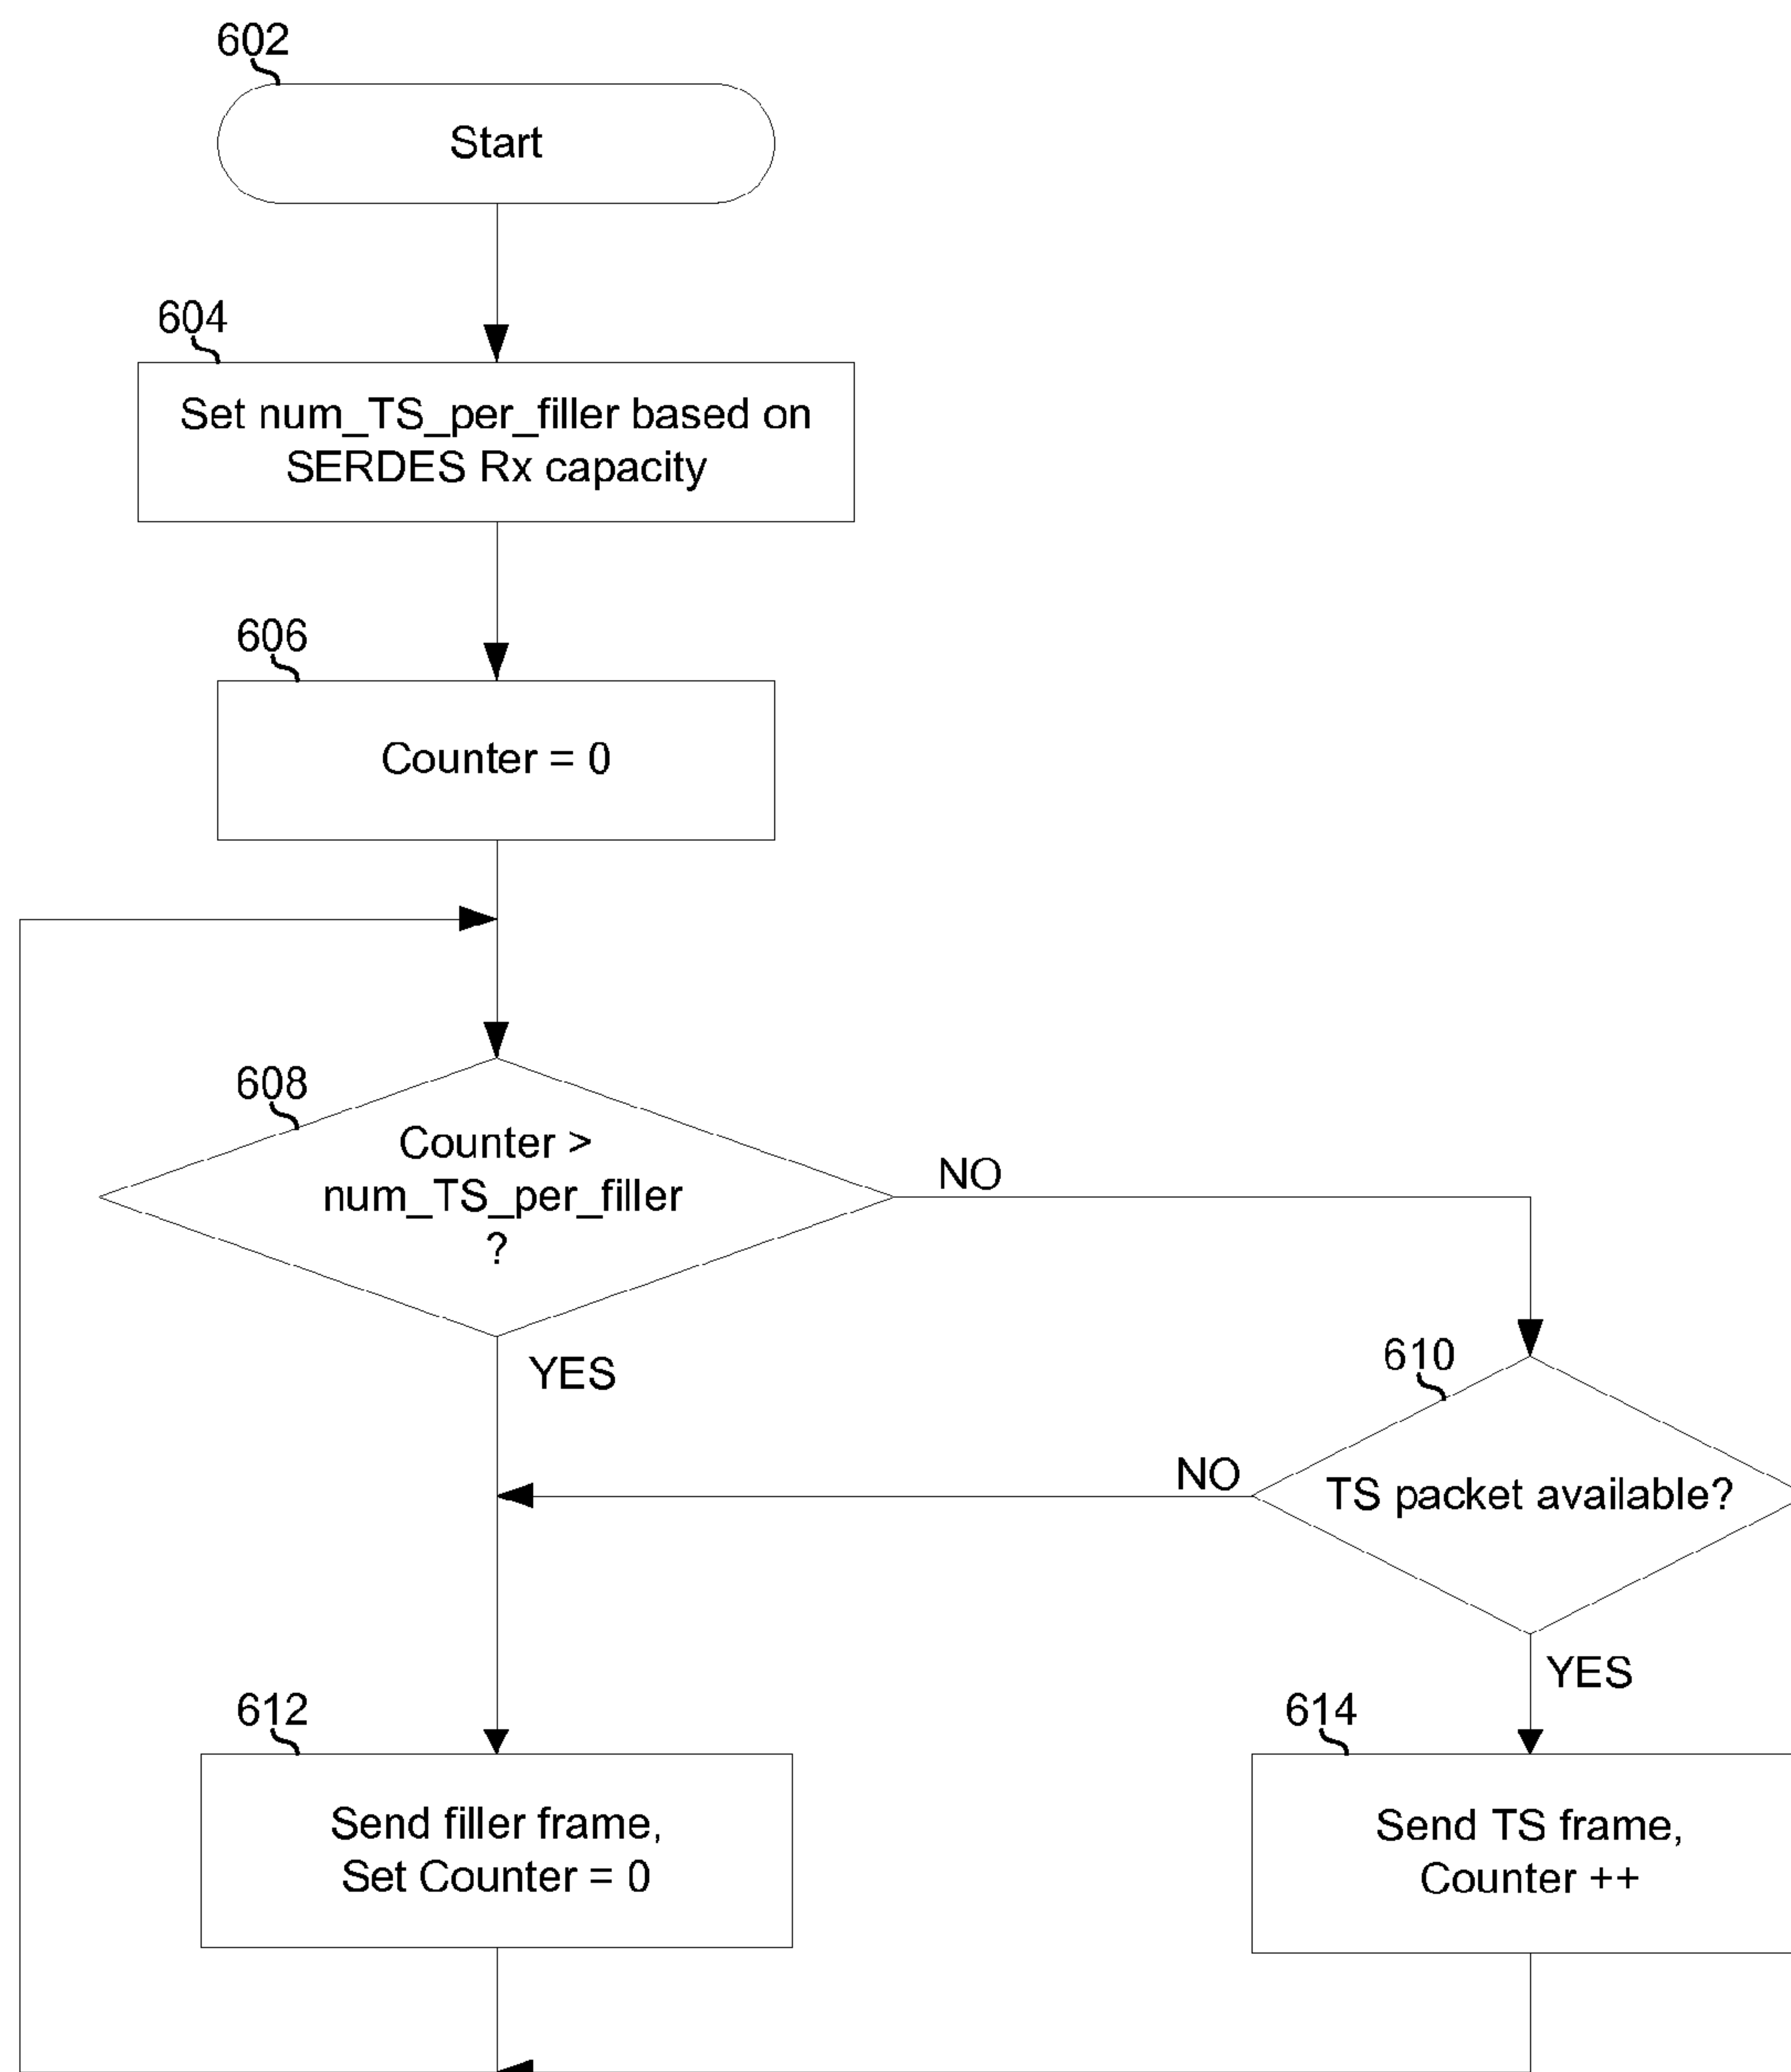 602
Start
604
Set num_TS_per_filler based on
SERDES Rx capacity
606
Counter = 0
608
Counter >
num_TS_per_filler
?
NO
YES
610
TS packet available?
NO
YES
612
Send filler frame,
Set Counter = 0
614
Send TS frame,
Counter ++